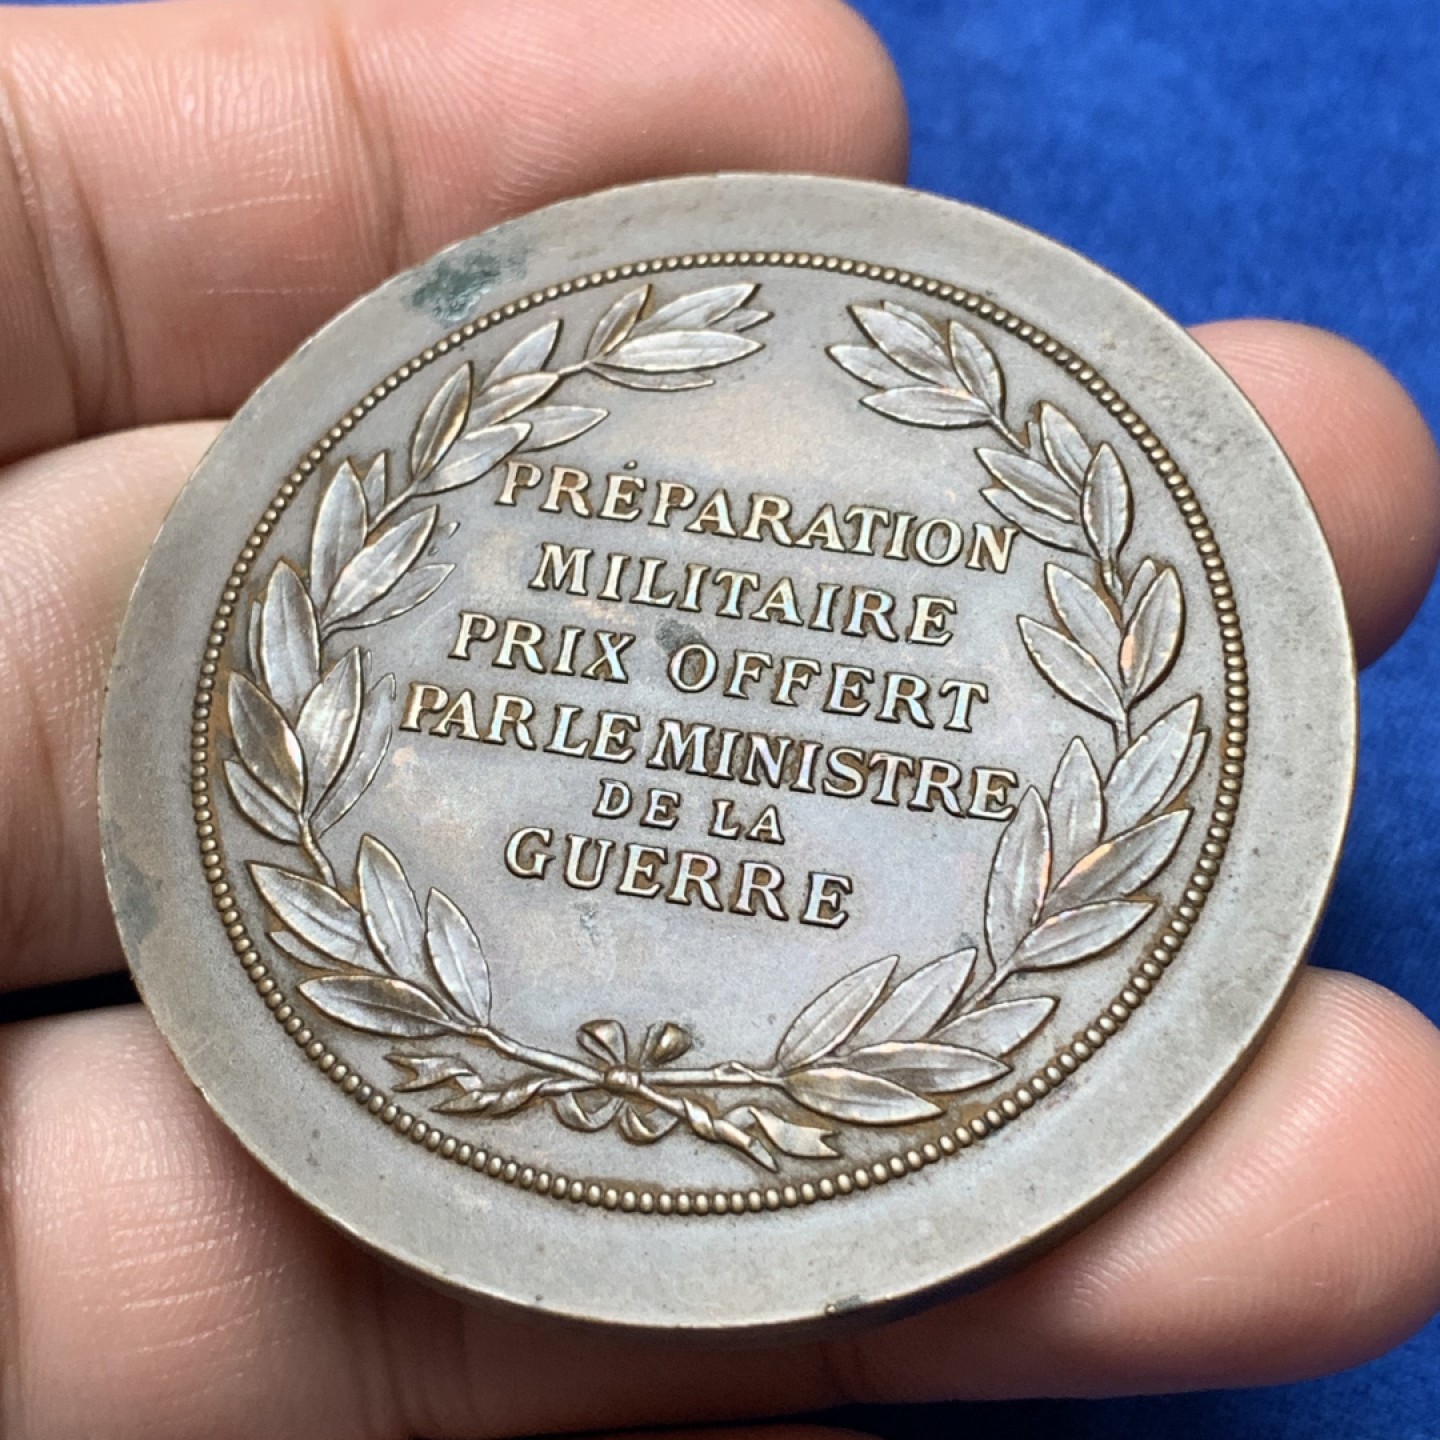 PRÉPARATION
MILITAIRE
PRIX OFFERT
PAR LE MINISTRE
DE LA
GUERRE